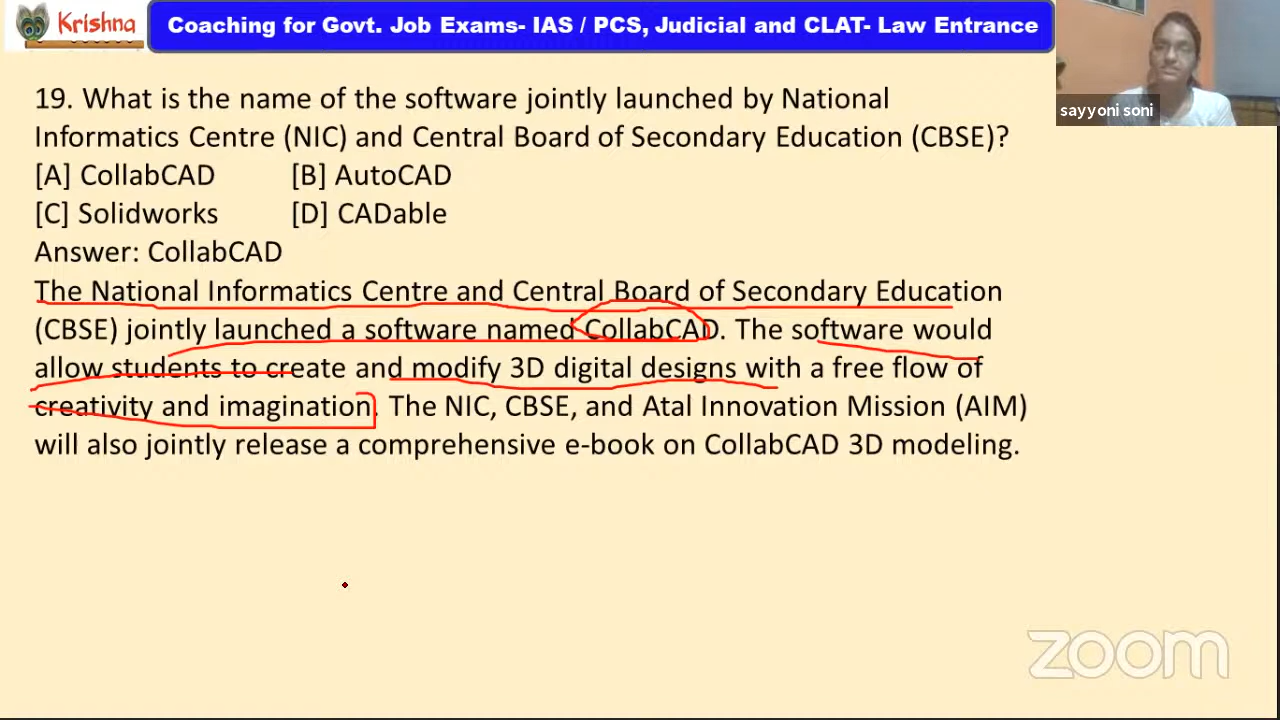 Krishna
Coaching for Govt. Job Exams- IAS / PCS, Judicial and CLAT- Law Entrance
sayyoni soni
19. What is the name of the software jointly launched by National
Informatics Centre (NIC) and Central Board of Secondary Education (CBSE)?
[A] CollabCAD [B] AutoCAD
[C] Solidworks [D] CADable
Answer: CollabCAD
The National Informatics Centre and Central Board of Secondary Education
(CBSE) jointly launched a software named CollabCAD. The software would
allow students to create and modify 3D digital designs with a free flow of
creativity and imagination. The NIC, CBSE, and Atal Innovation Mission (AIM)
will also jointly release a comprehensive e-book on CollabCAD 3D modeling.
zoom